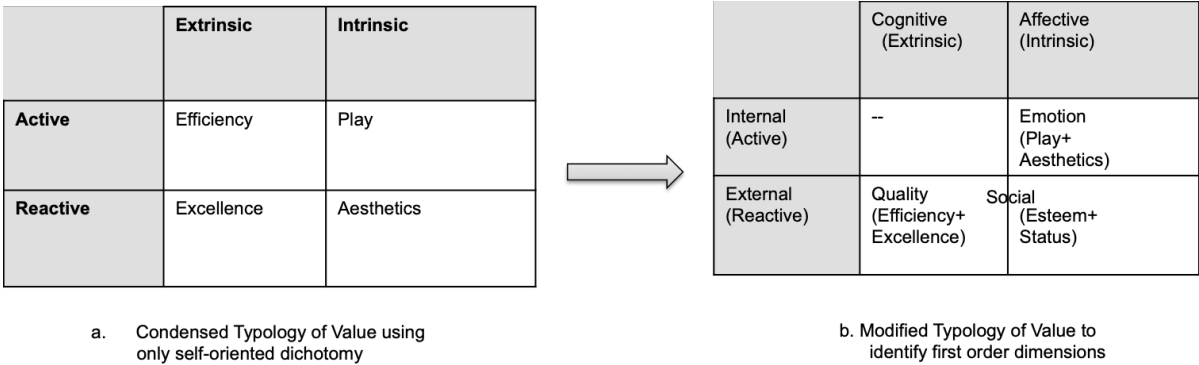 Extrinsic Intrinsic
Active Efficiency Play
Reactive Excellence Aesthetics
a. Condensed Typology of Value using
only self-oriented dichotomy
Cognitive
(Extrinsic)
Affective
(Intrinsic)
Internal
(Active)
--
Emotion
(Play+
Aesthetics)
External
(Reactive)
Quality
(Efficiency+
Excellence)
Social
(Esteem+
Status)
b. Modified Typology of Value to
identify first order dimensions